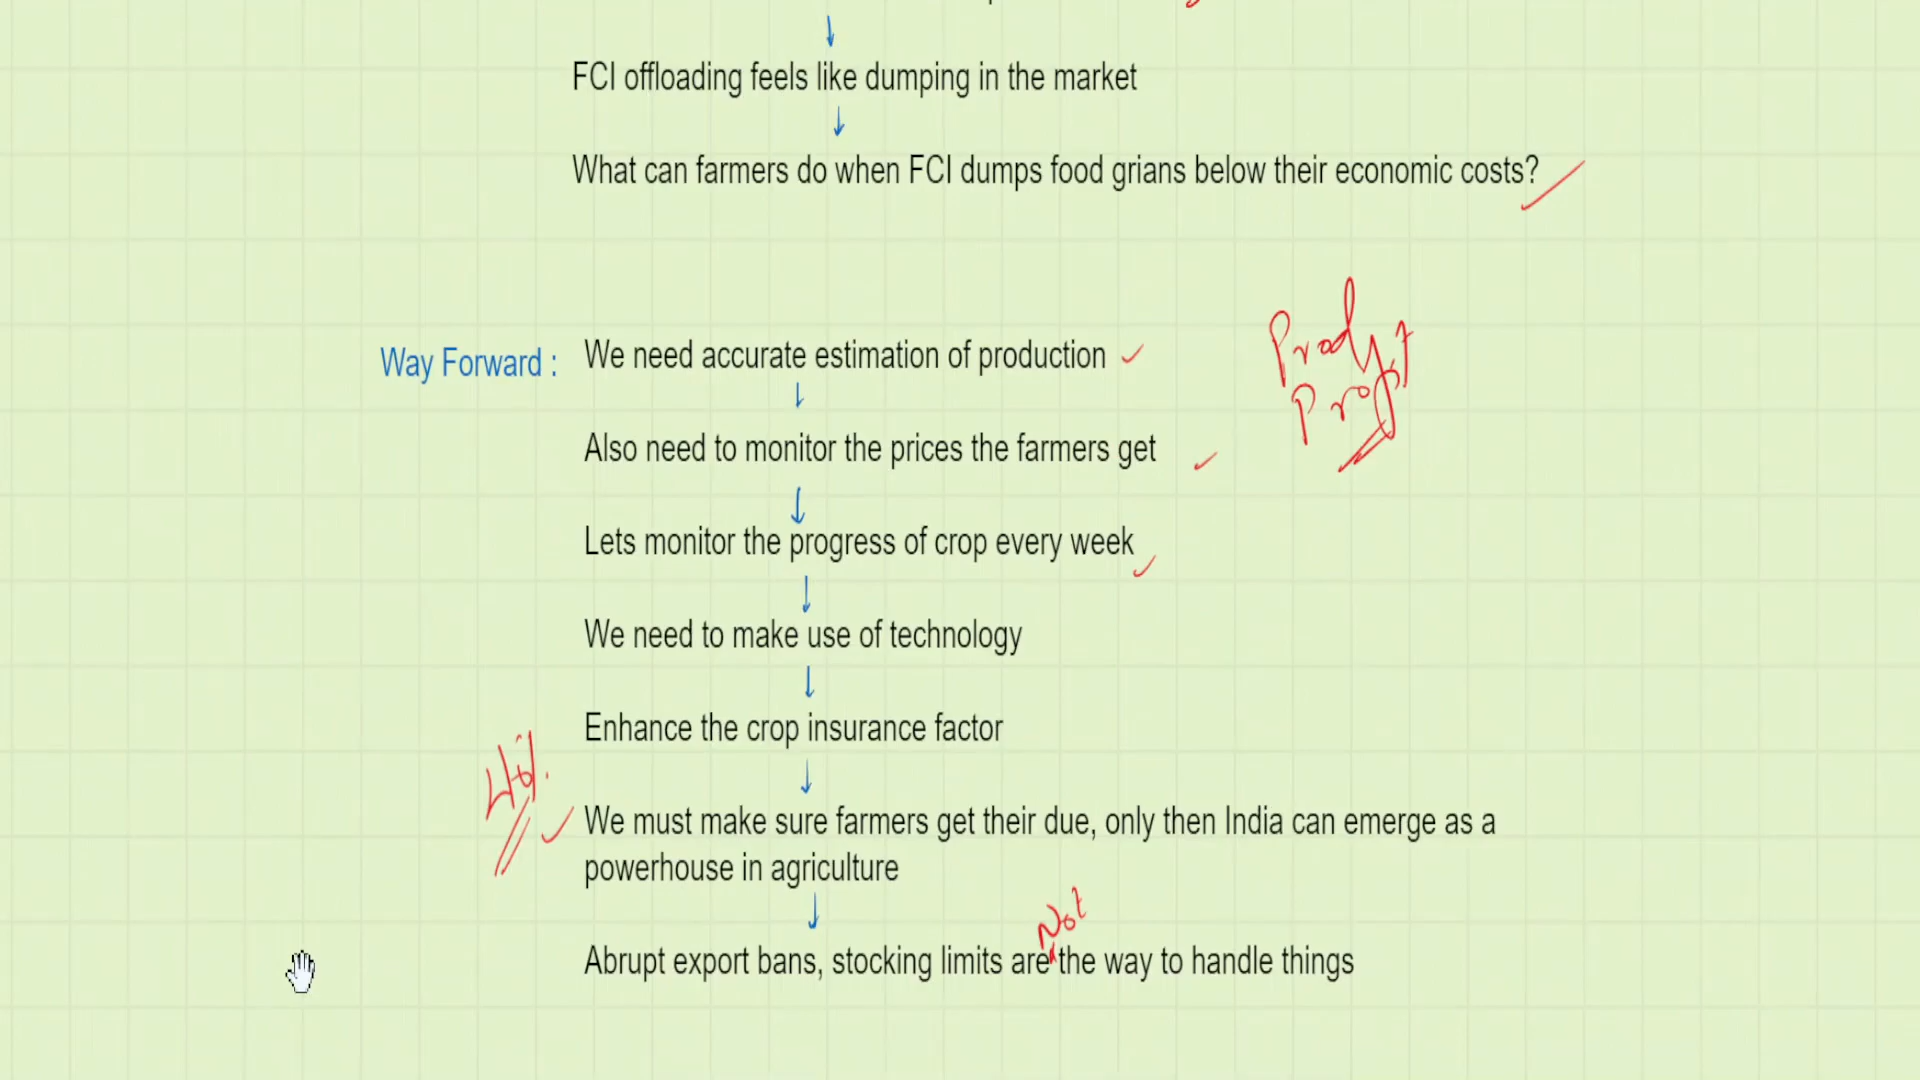 FCI offloading feels like dumping in the market
What can farmers do when FCI dumps food grians below their economic costs?
Way Forward : We need accurate estimation of production
Prody
Profit
Also need to monitor the prices the farmers get
Lets monitor the progress of crop every week
We need to make use of technology
Enhance the crop insurance factor
We must make sure farmers get their due, only then India can emerge as a
powerhouse in agriculture
Not
Abrupt export bans, stocking limits are the way to handle things